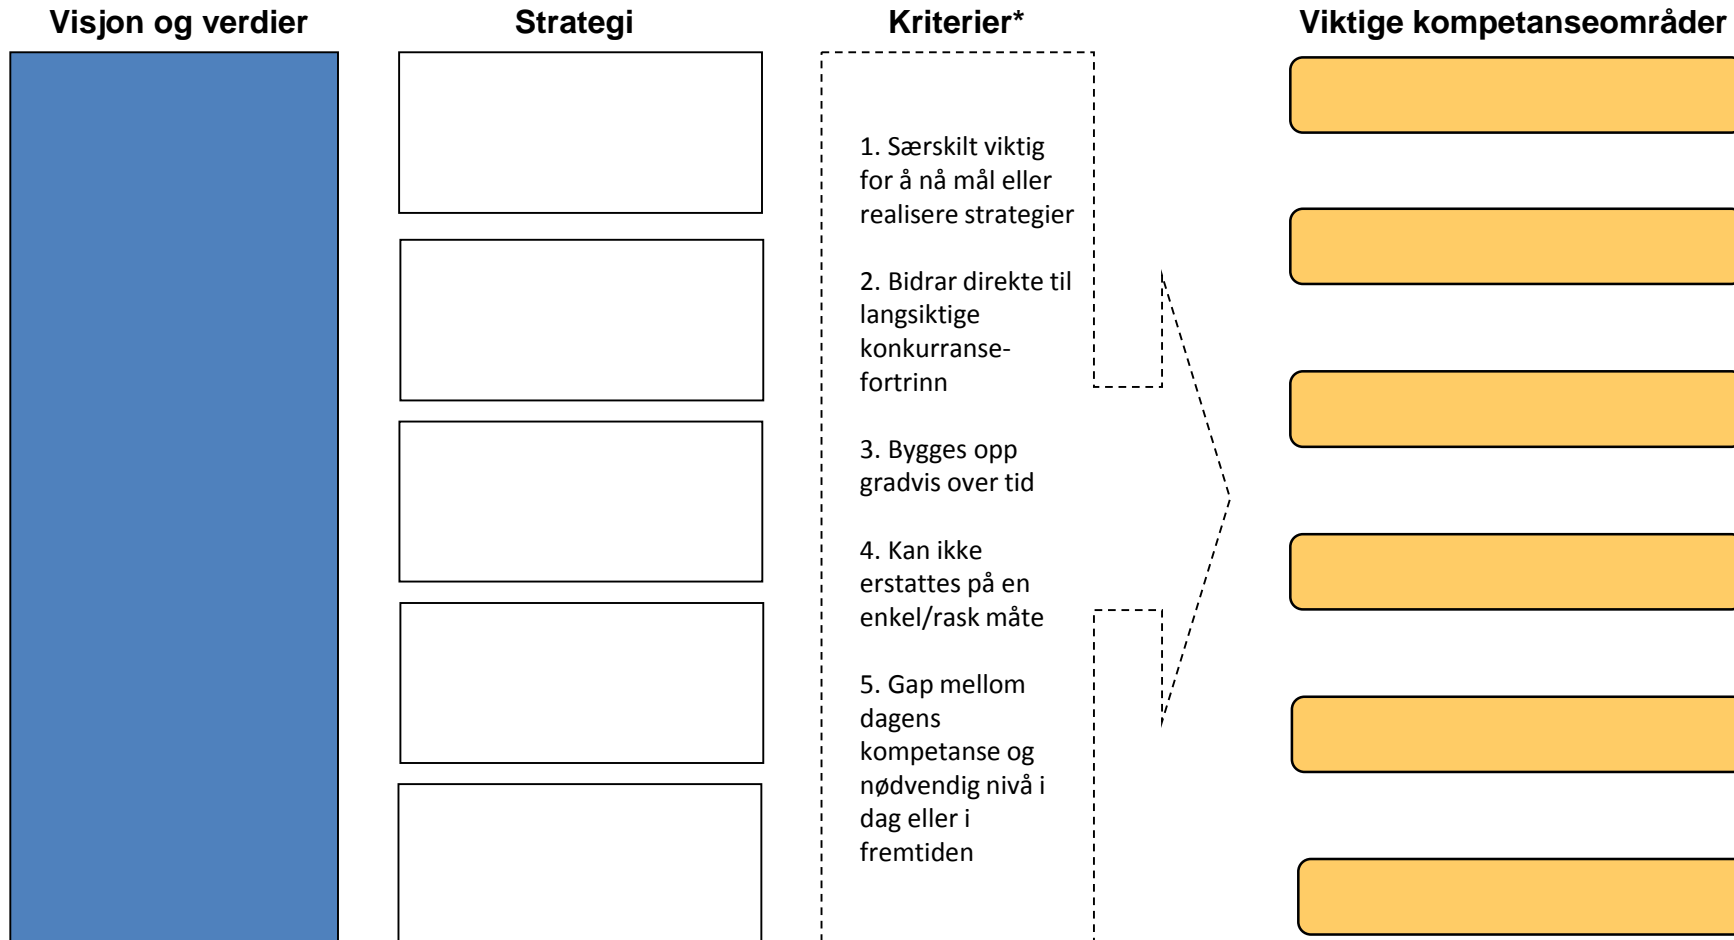 Visjon og verdier
Strategi
Kriterier*
Viktige kompetanseområder
1. Særskilt viktig
for å nå mål eller
realisere strategier
2. Bidrar direkte til
langsiktige
konkurranse-
fortrinn
3. Bygges opp
gradvis over tid
4. Kan ikke
erstattes på en
enkel/rask måte
5. Gap mellom
dagens
kompetanse og
nødvendig nivå i
dag eller i
fremtiden